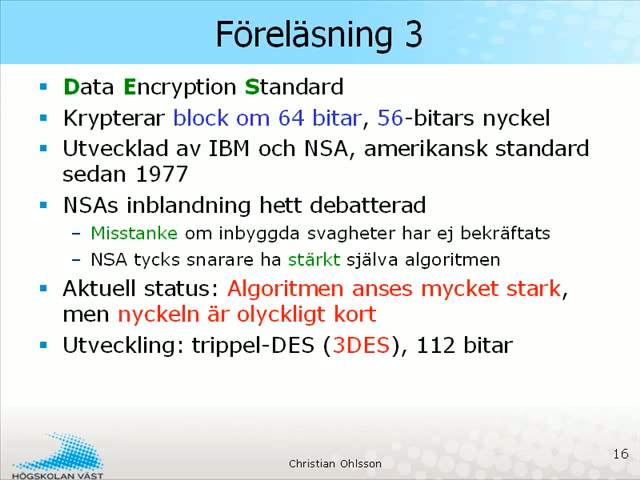 Föreläsning 3
Data Encryption Standard
Krypterar block om 64 bitar, 56-bitars nyckel
Utvecklad av IBM och NSA, amerikansk standard
sedan 1977
NSAs inblandning hett debatterad
– Misstanke om inbyggda svagheter har ej bekräftats
– NSA tycks snarare ha stärkt själva algoritmen
Aktuell status: Algoritmen anses mycket stark,
men nyckeln är olyckligt kort
Utveckling: trippel-DES (3DES), 112 bitar
16
Christian Ohlsson
HÖGSKOLAN VÄST